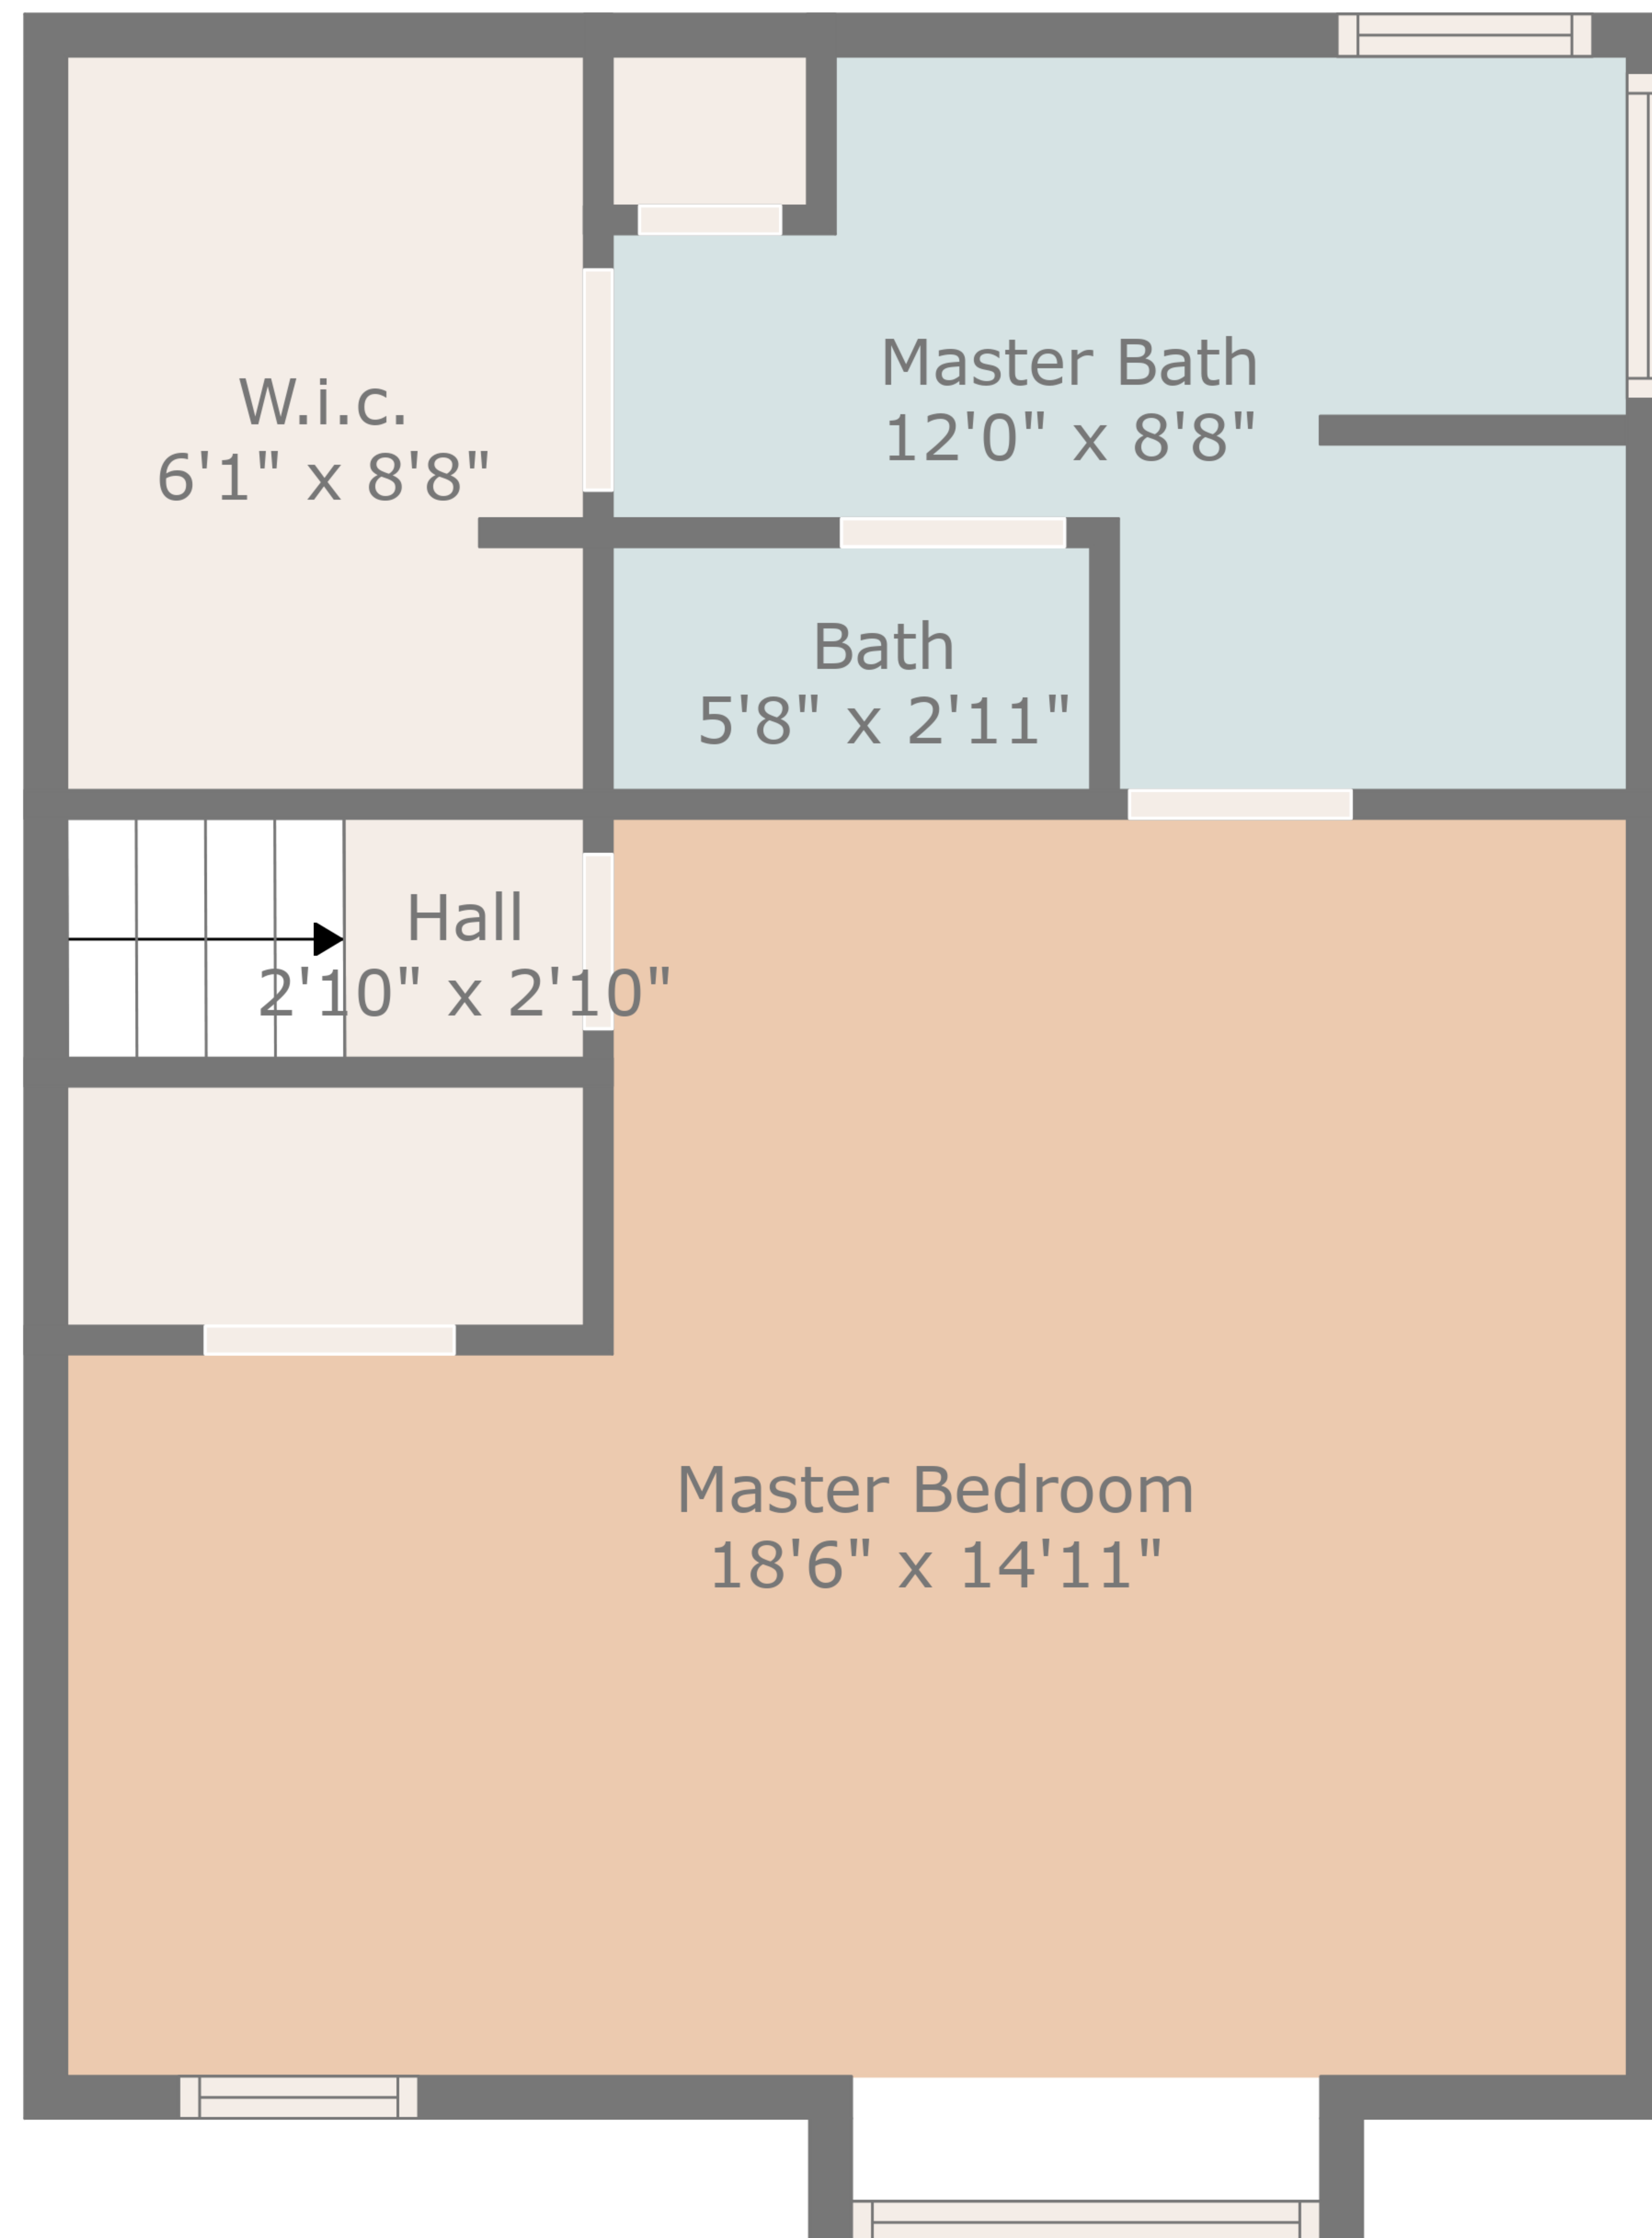 Master Bath
12'0" x 8'8"
W.i.c.
6'1" x 8'8"
Bath
5'8" x 2'11"
Hall
2'10" x 2'10"
Master Bedroom
18'6" x 14'11"